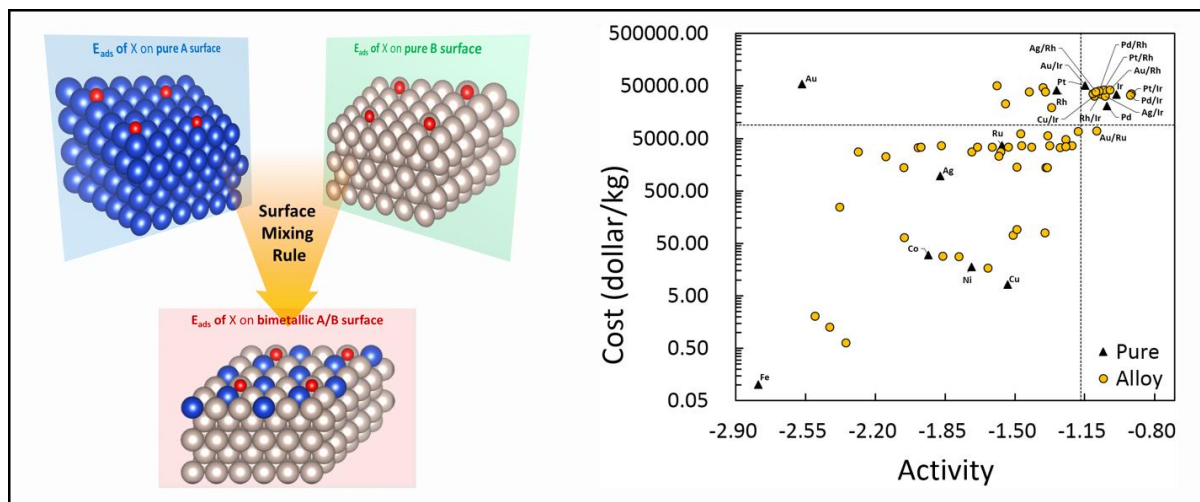 E_ads of X on pure A surface
E_ads of X on pure B surface
Surface
Mixing
Rule
E_ads of X on bimetallic A/B surface
Cost (dollar/kg)
500000.00
50000.00
5000.00
500.00
50.00
5.00
0.50
0.05
Au
Ag/Rh
Au/Ir
Pt
Rh
Cu/Ir
Rh/Ir
Ir
Pd
Pd/Rh
Pt/Rh
Au/Rh
Pt/Ir
Pd/Ir
Ag/Ir
Au/Ru
Ru
Ag
Co
Ni
Cu
Fe
Pure
Alloy
-2.90 -2.55 -2.20 -1.85 -1.50 -1.15 -0.80
Activity